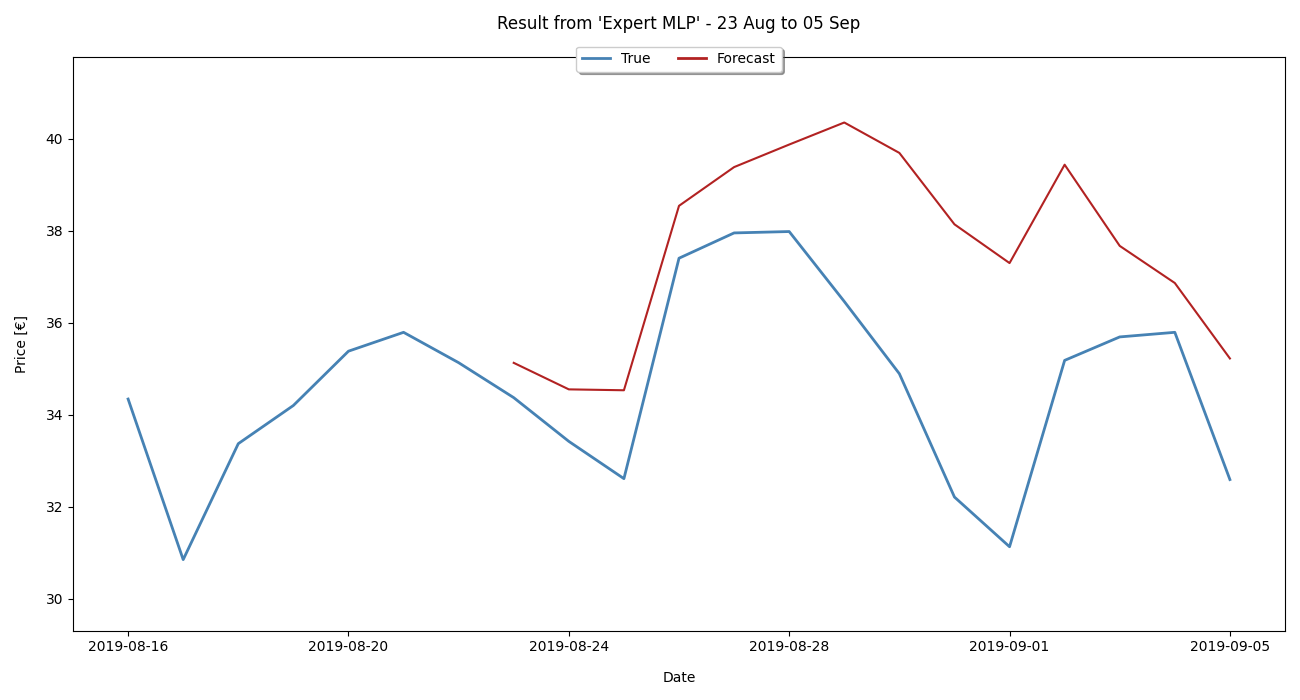 Result from 'Expert MLP' - 23 Aug to 05 Sep
True Forecast
40
38
36
34
32
30
Price [€]
2019-08-16 2019-08-20 2019-08-24 2019-08-28 2019-09-01 2019-09-05
Date